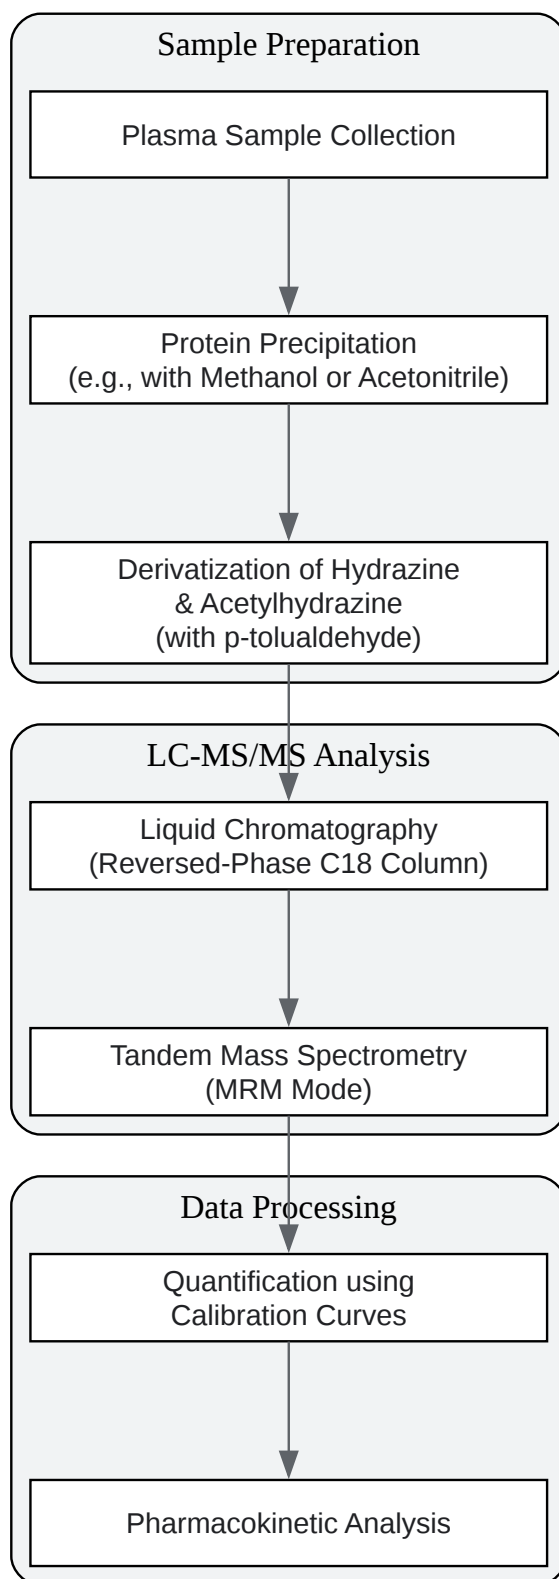 Sample Preparation
Plasma Sample Collection
Protein Precipitation
(e.g., with Methanol or Acetonitrile)
Derivatization of Hydrazine
& Acetylhydrazine
(with p-tolualdehyde)
LC-MS/MS Analysis
Liquid Chromatography
(Reversed-Phase C18 Column)
Tandem Mass Spectrometry
(MRM Mode)
Data Processing
Quantification using
Calibration Curves
Pharmacokinetic Analysis